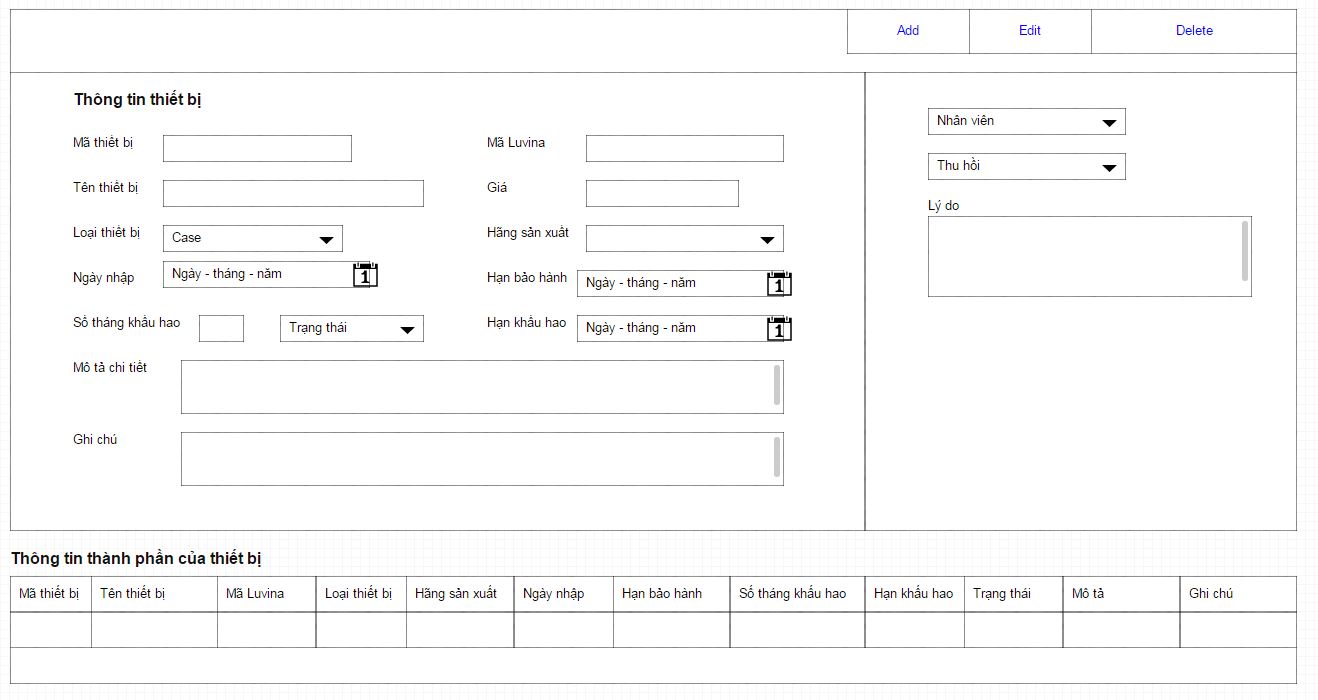 Add Edit Delete
Thông tin thiết bị
Mã thiết bị Mã Luvina Nhân viên
Tên thiết bị Giá Thu hồi
Lý do
Loại thiết bị Case Hãng sản xuất
Ngày nhập Ngày - tháng - năm 1 Hạn bảo hành Ngày - tháng - năm 1
Số tháng khấu hao Trạng thái Hạn khấu hao Ngày - tháng - năm 1
Mô tả chi tiết
Ghi chú
Thông tin thành phần của thiết bị
Mã thiết bị Tên thiết bị Mã Luvina Loại thiết bị Hãng sản xuất Ngày nhập Hạn bảo hành Số tháng khấu hao Hạn khấu hao Trạng thái Mô tả Ghi chú